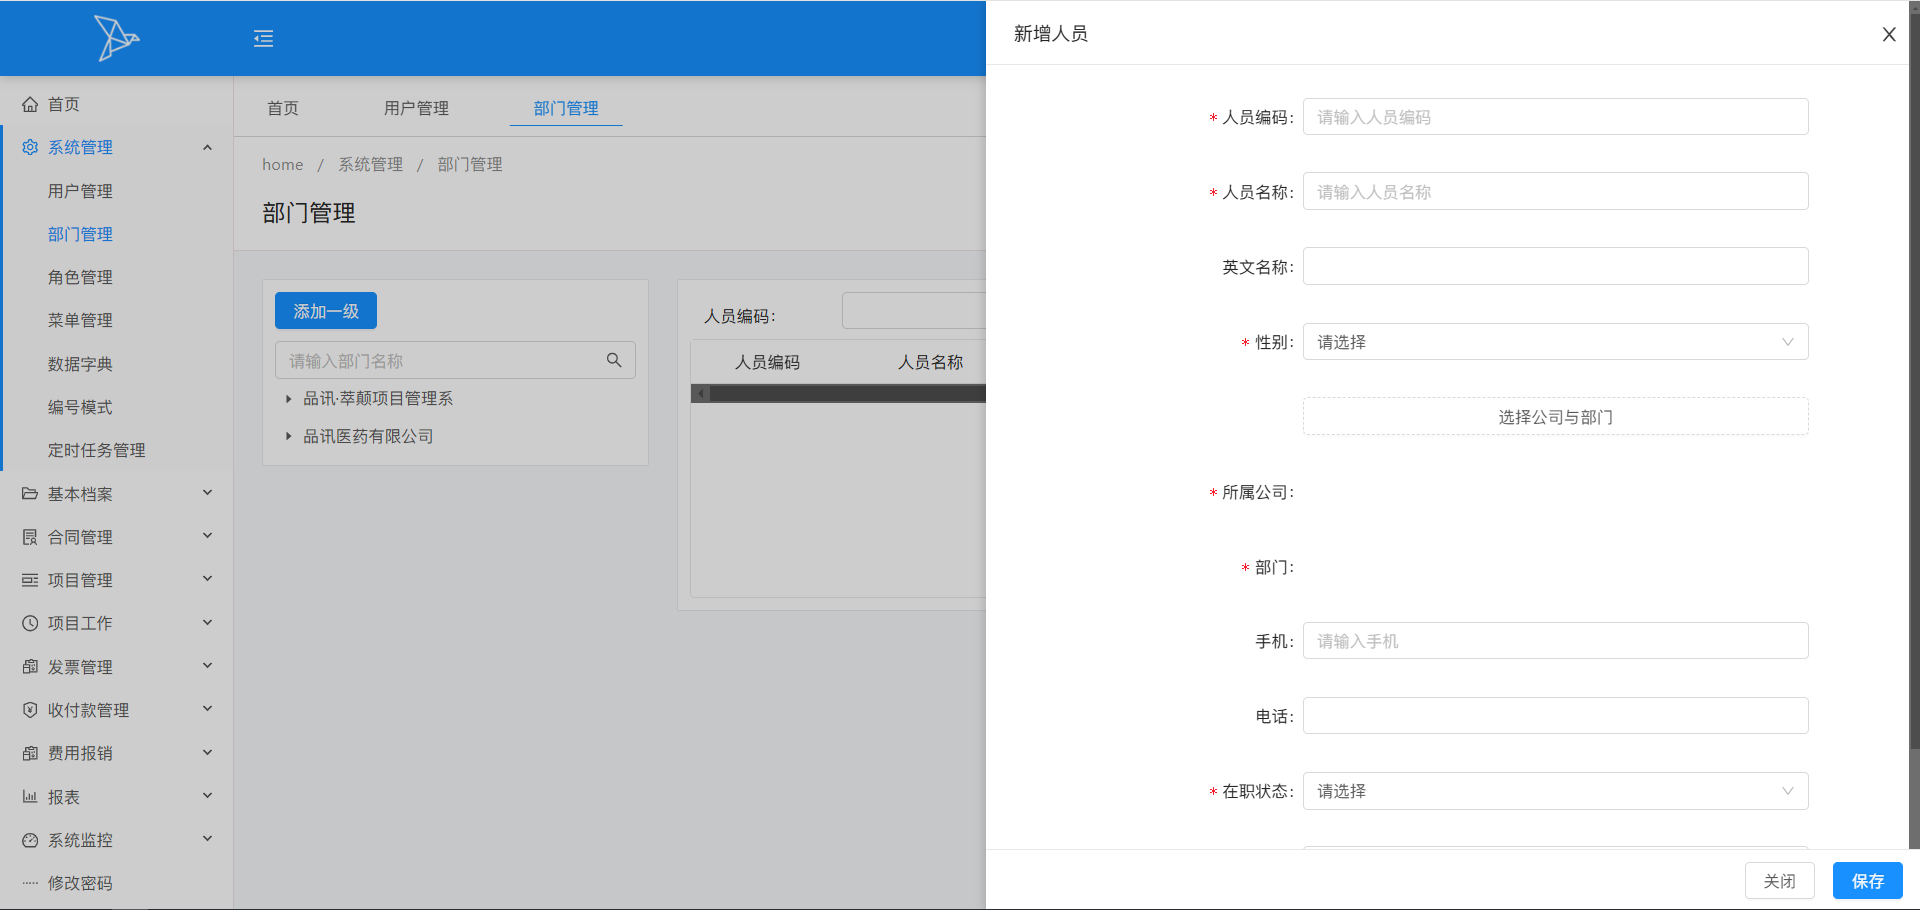 首页
系统管理
用户管理
部门管理
角色管理
菜单管理
数据字典
编号模式
定时任务管理
基本档案
合同管理
项目管理
项目工作
发票管理
收付款管理
费用报销
报表
系统监控
修改密码
首页 用户管理 部门管理
home / 系统管理 / 部门管理
部门管理
添加一级
请输入部门名称
品讯·萃颠项目管理系
品讯医药有限公司
人员编码:
人员编码 人员名称
新增人员
* 人员编码: 请输入人员编码
* 人员名称: 请输入人员名称
英文名称:
* 性别: 请选择
选择公司与部门
* 所属公司:
* 部门:
手机: 请输入手机
电话:
* 在职状态: 请选择
关闭 保存